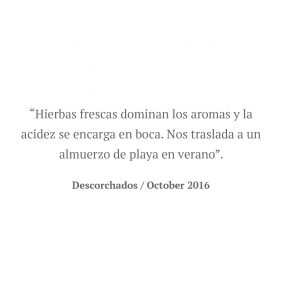 “Hierbas frescas dominan los aromas y la
acidez se encarga en boca. Nos traslada a un
almuerzo de playa en verano”.
Descorchados / October 2016